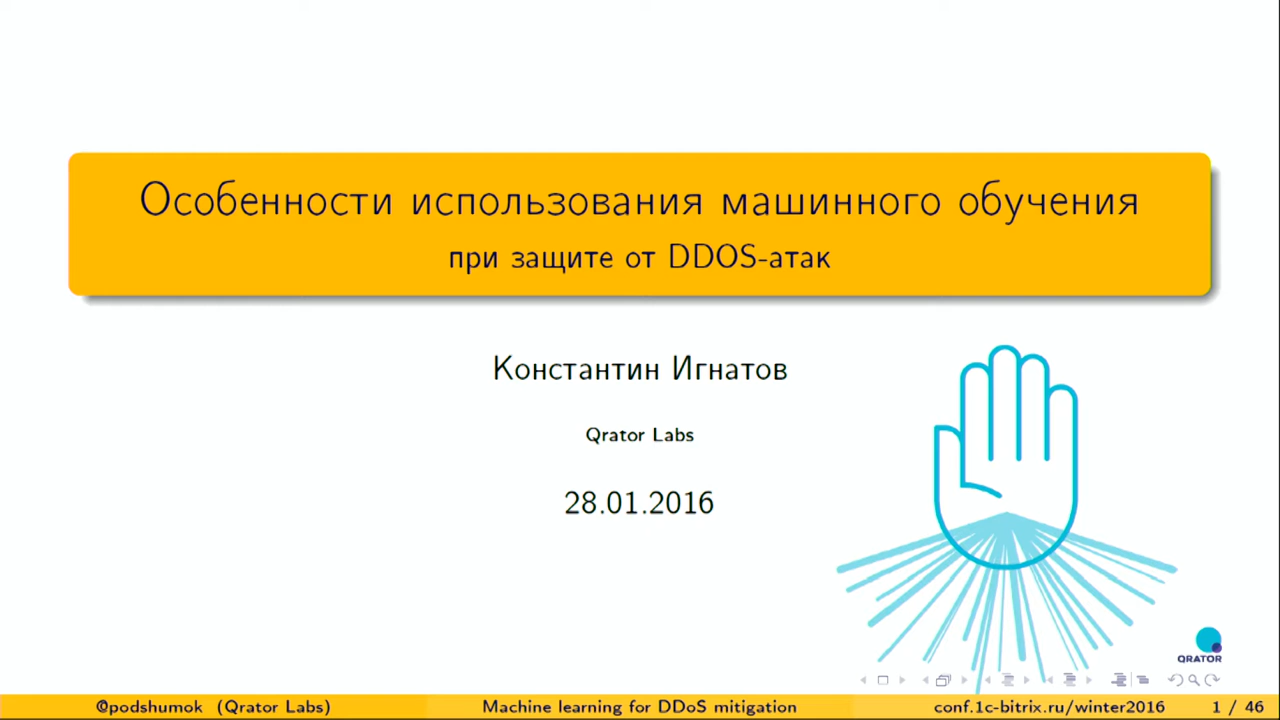 Особенности использования машинного обучения
при защите от DDOS-атак
Константин Игнатов
Qrator Labs
28.01.2016
QRATOR
@podshumok (Qrator Labs) Machine learning for DDoS mitigation conf.1c-bitrix.ru/winter2016 1 / 46